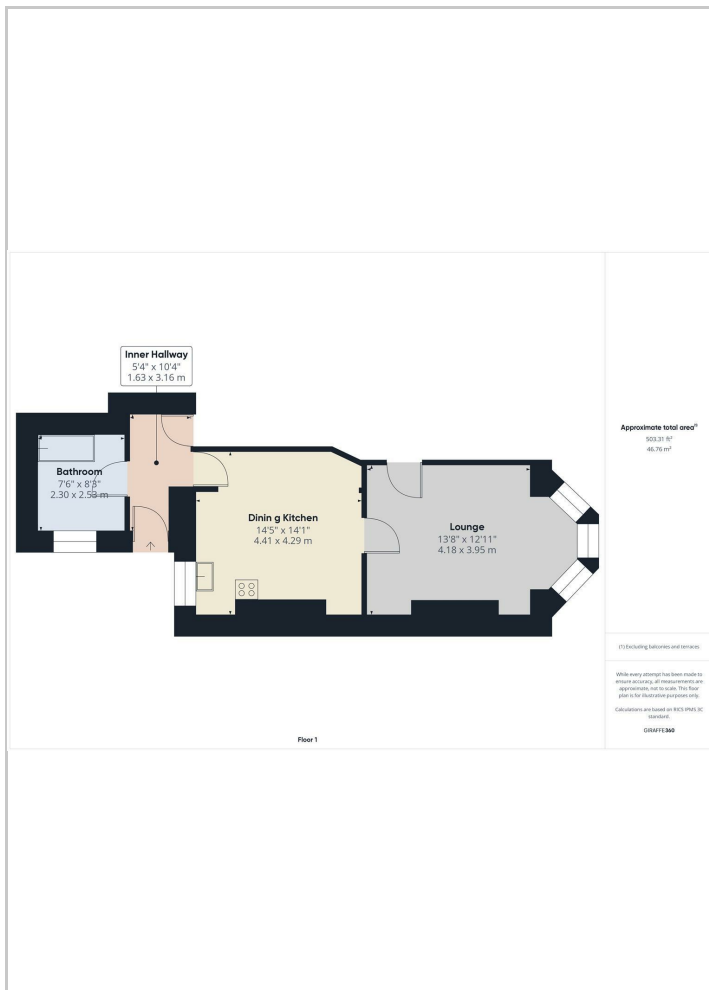 Inner Hallway
5'4" x 10'4"
1.63 x 3.16 m
Bathroom
7'6" x 8'3"
2.30 x 2.53 m
Dinin g Kitchen
14'5" x 14'1"
4.41 x 4.29 m
Lounge
13'8" x 12'11"
4.18 x 3.95 m
Floor 1
Approximate total area⁽¹⁾
503.31 ft²
46.76 m²
(1) Excluding balconies and terraces.
While every attempt has been made to
ensure accuracy, all measurements are
approximate, not to scale. This floor
plan is for illustrative purposes only.
Calculations are based on RICS IPMS 3C
standard.
GIRAFFE360